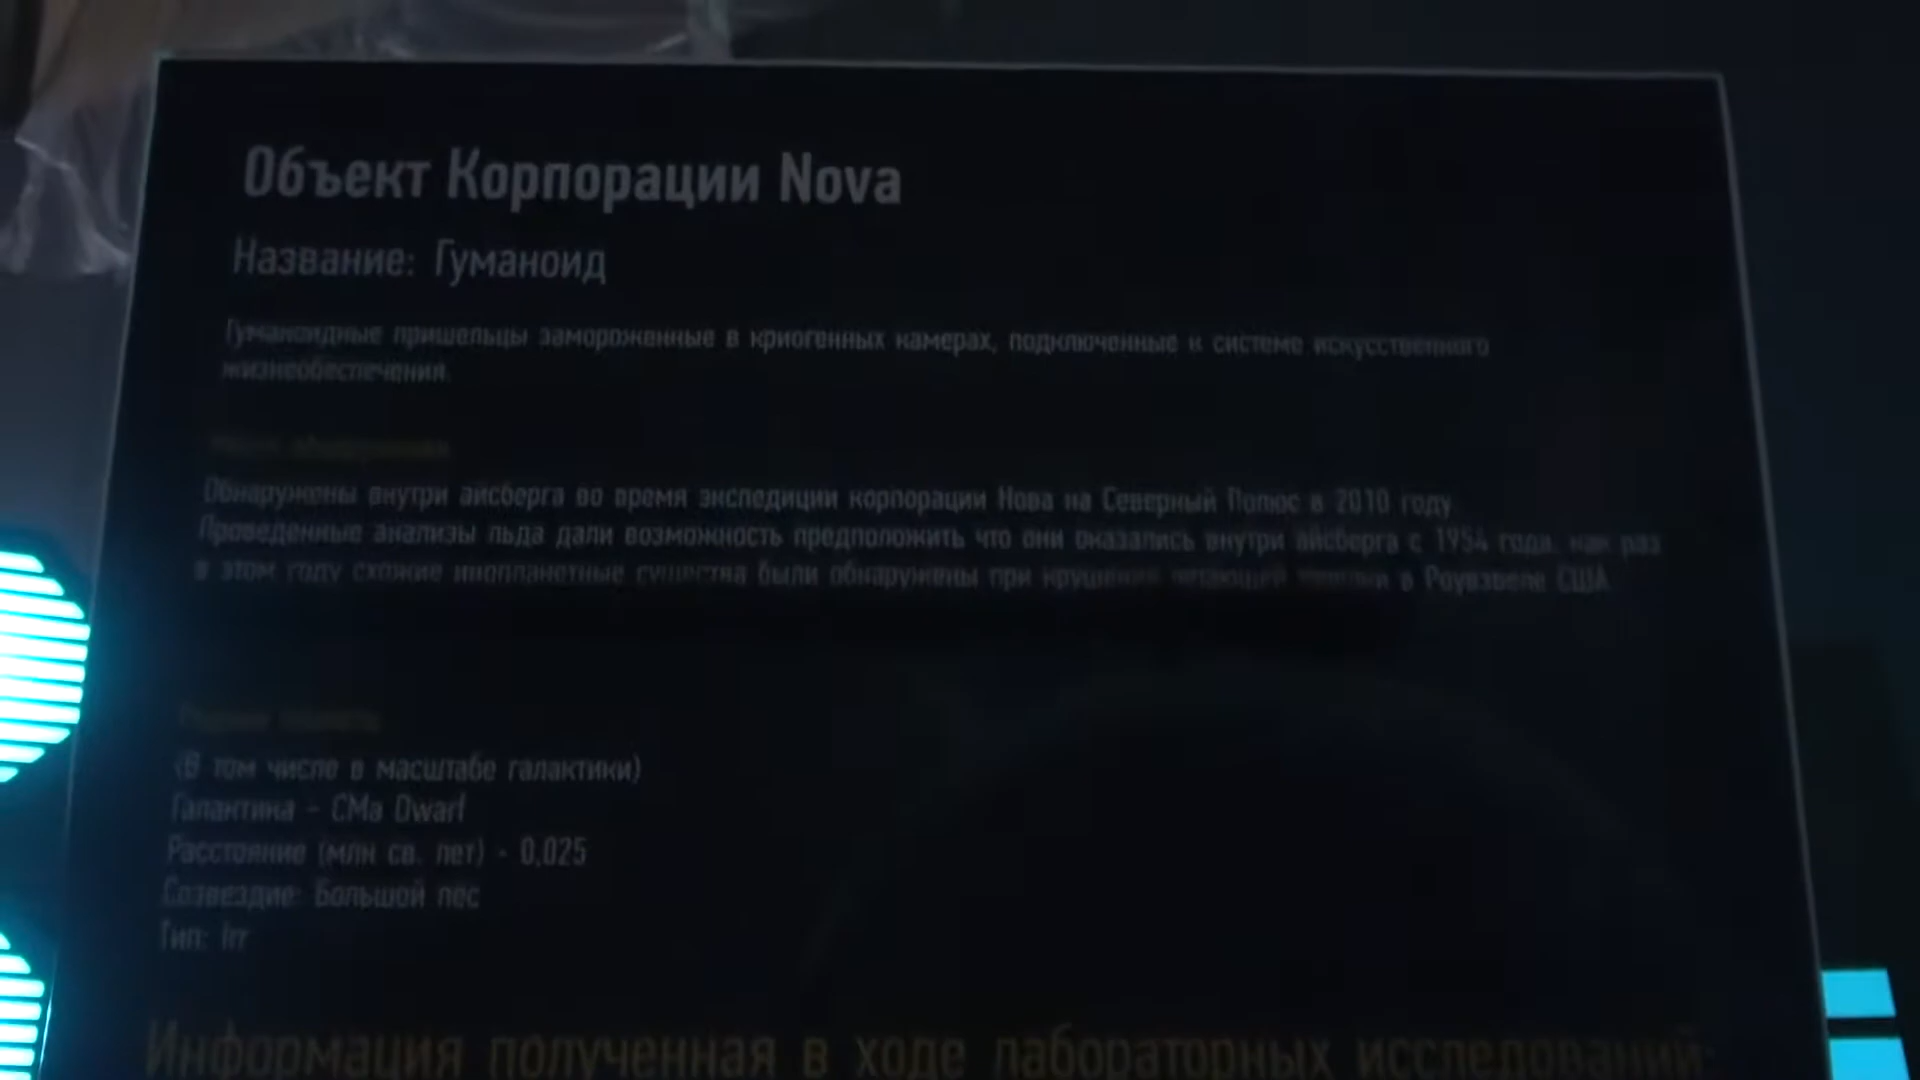 Объект Корпорации Nova
Название: Гуманоид
Гуманоидные пришельцы замороженные в криогенных камерах, подключенные к системе искусственного
жизнеобеспечения.
Обнаружены внутри айсберга во время экспедиции корпорации Нова на Северный Полюс в 2010 году
Проведенные анализы льда дали возможность предположить что они оказались внутри айсберга с 1954 года, как раз
в этом году схожие инопланетные существа были обнаружены при крушении летающей в Роузвеле США
(В том числе в масштабе галактики)
Галактика - CMa Dwarf
Расстояние (млн св. лет) - 0,025
Созвездие: Большой пес
Тип: Irr
Информация полученная в ходе лабораторных исследований: